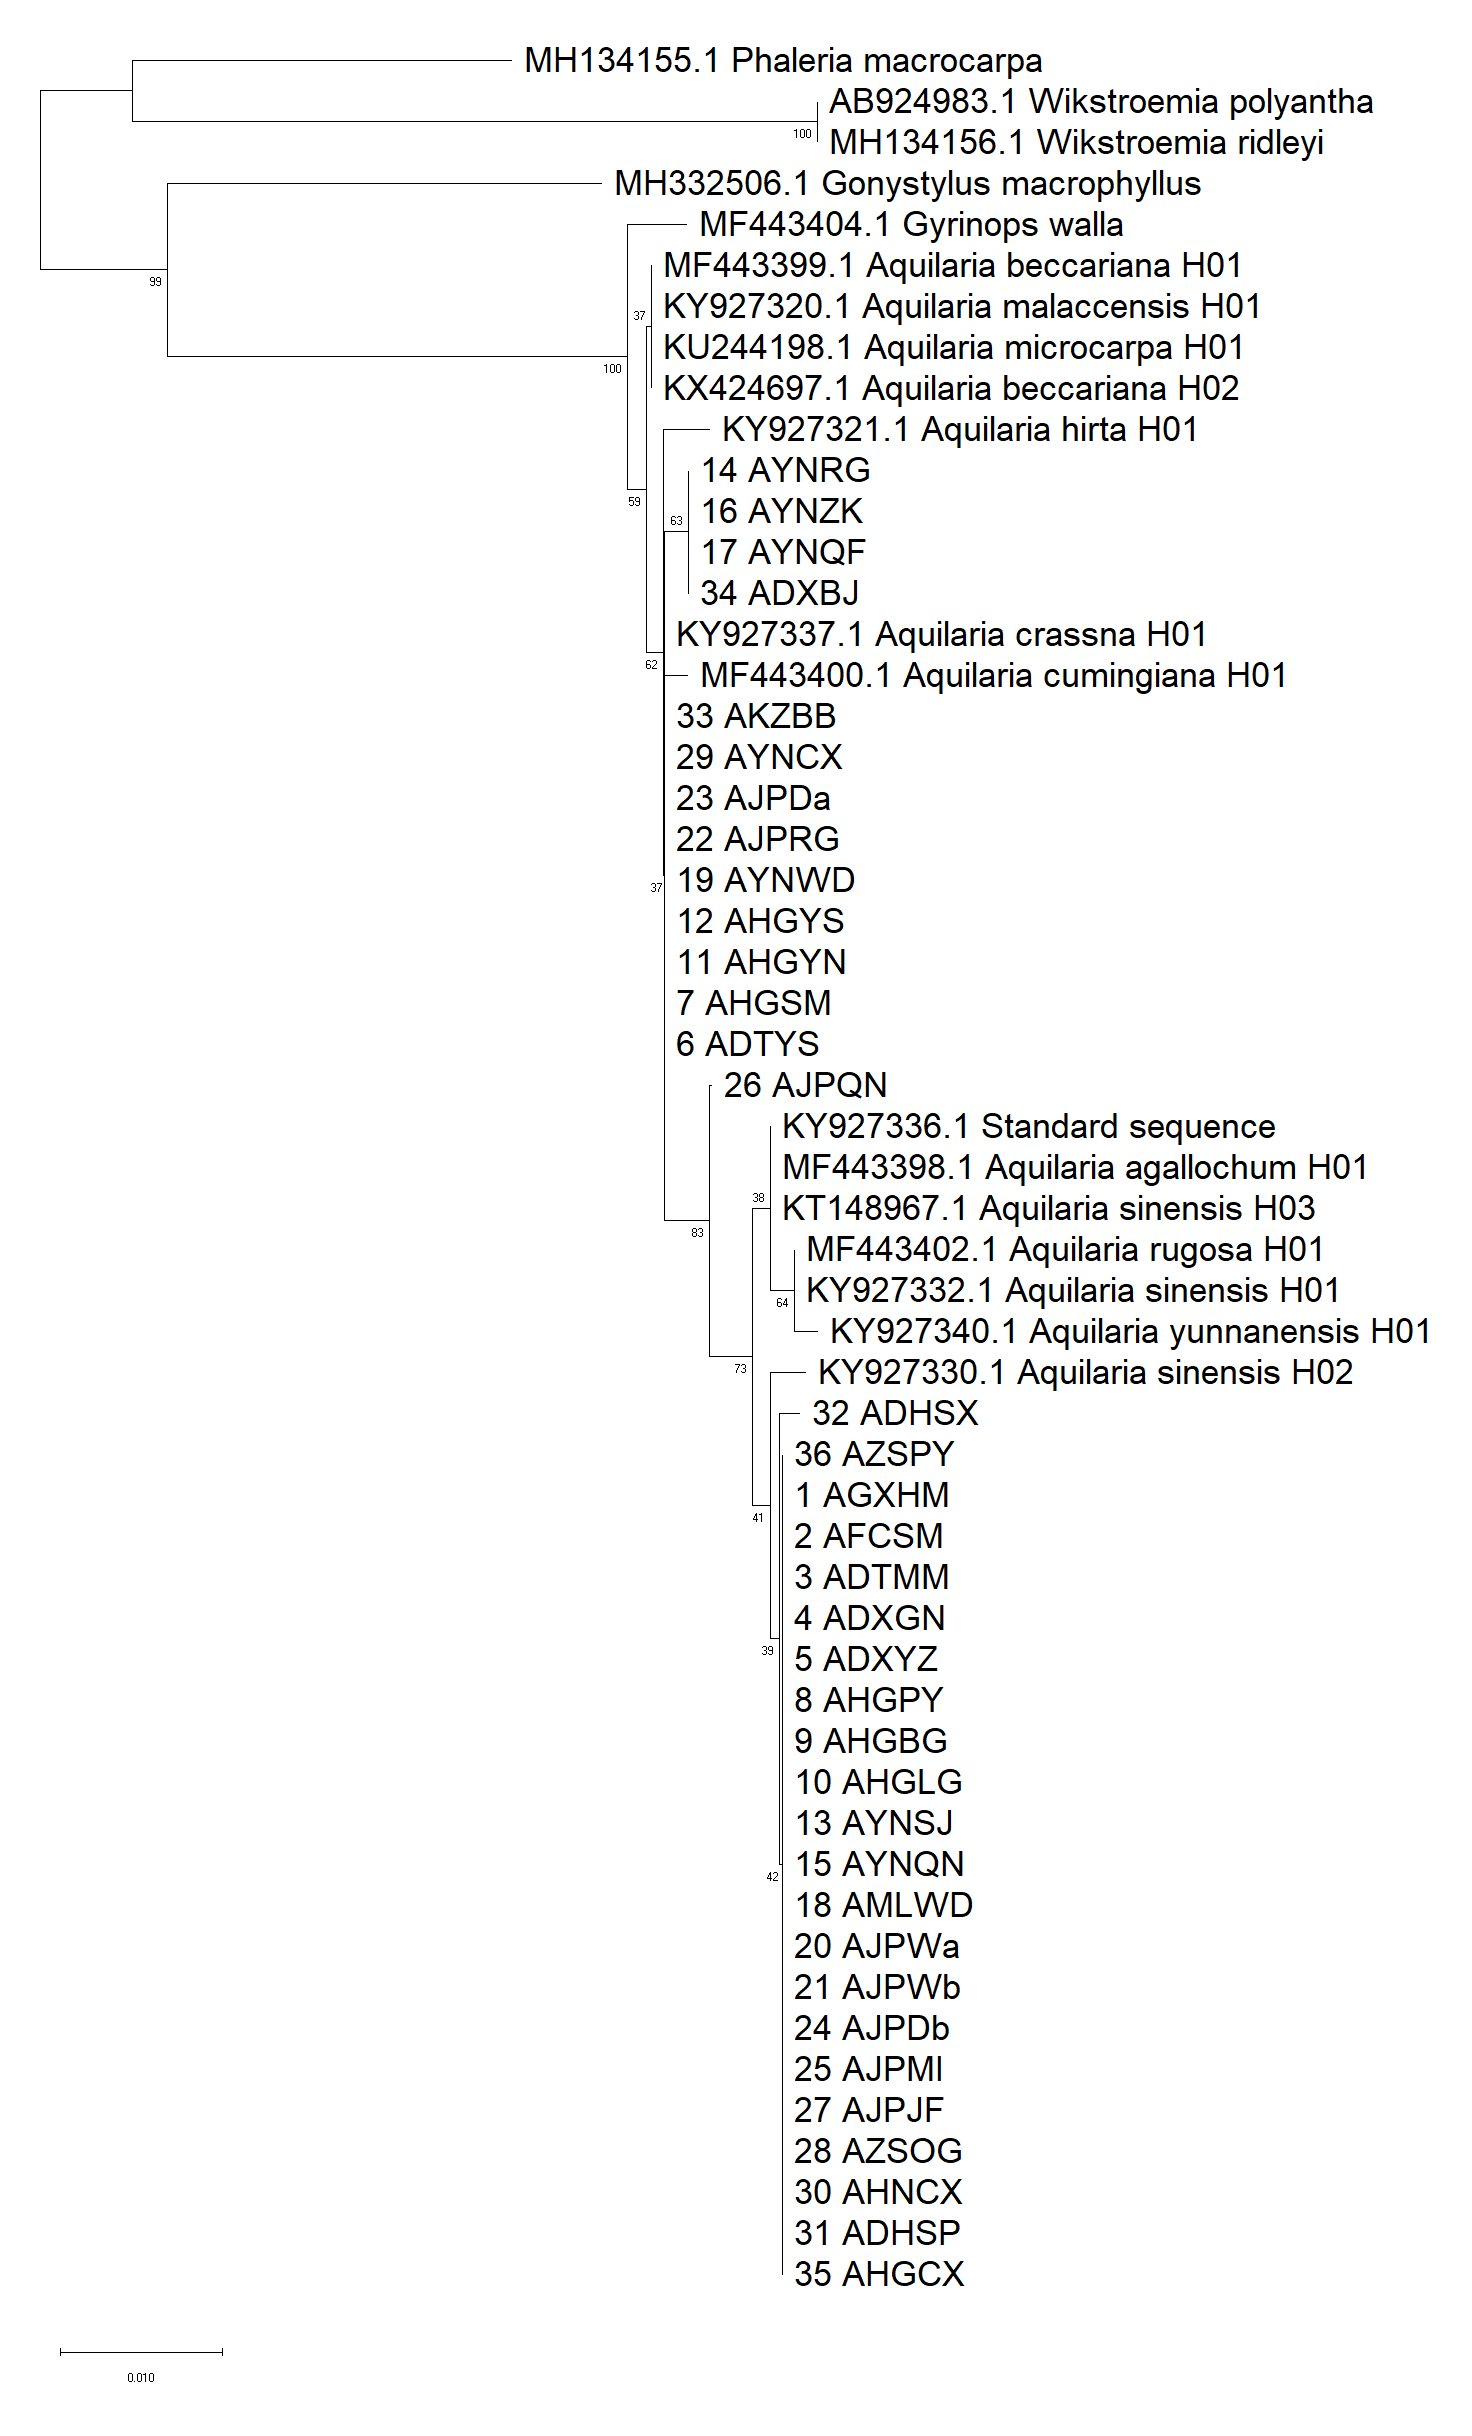 MH134155.1 Phaleria macrocarpa
AB924983.1 Wikstroemia polyantha
100
MH134156.1 Wikstroemia ridleyi
MH332506.1 Gonystylus macrophyllus
MF443404.1 Gyrinops walla
MF443399.1 Aquilaria beccariana H01
99
KY927320.1 Aquilaria malaccensis H01
37
KU244198.1 Aquilaria microcarpa H01
100
KX424697.1 Aquilaria beccariana H02
KY927321.1 Aquilaria hirta H01
14 AYNRG
59
16 AYNZK
63
17 AYNQF
34 ADXBJ
KY927337.1 Aquilaria crassna H01
62
MF443400.1 Aquilaria cumingiana H01
33 AKZBB
29 AYNCX
23 AJPDa
22 AJPRG
19 AYNWD
37
12 AHGYS
11 AHGYN
7 AHGSM
6 ADTYS
26 AJPQN
KY927336.1 Standard sequence
MF443398.1 Aquilaria agallochum H01
38
KT148967.1 Aquilaria sinensis H03
83
MF443402.1 Aquilaria rugosa H01
KY927332.1 Aquilaria sinensis H01
64
KY927340.1 Aquilaria yunnanensis H01
73
KY927330.1 Aquilaria sinensis H02
32 ADHSX
36 AZSPY
1 AGXHM
41
2 AFCSM
3 ADTMM
4 ADXGN
39
5 ADXYZ
8 AHGPY
9 AHGBG
10 AHGLG
13 AYNSJ
15 AYNQN
42
18 AMLWD
20 AJPWa
21 AJPWb
24 AJPDb
25 AJPMI
27 AJPJF
28 AZSOG
30 AHNCX
31 ADHSP
35 AHGCX
0.010